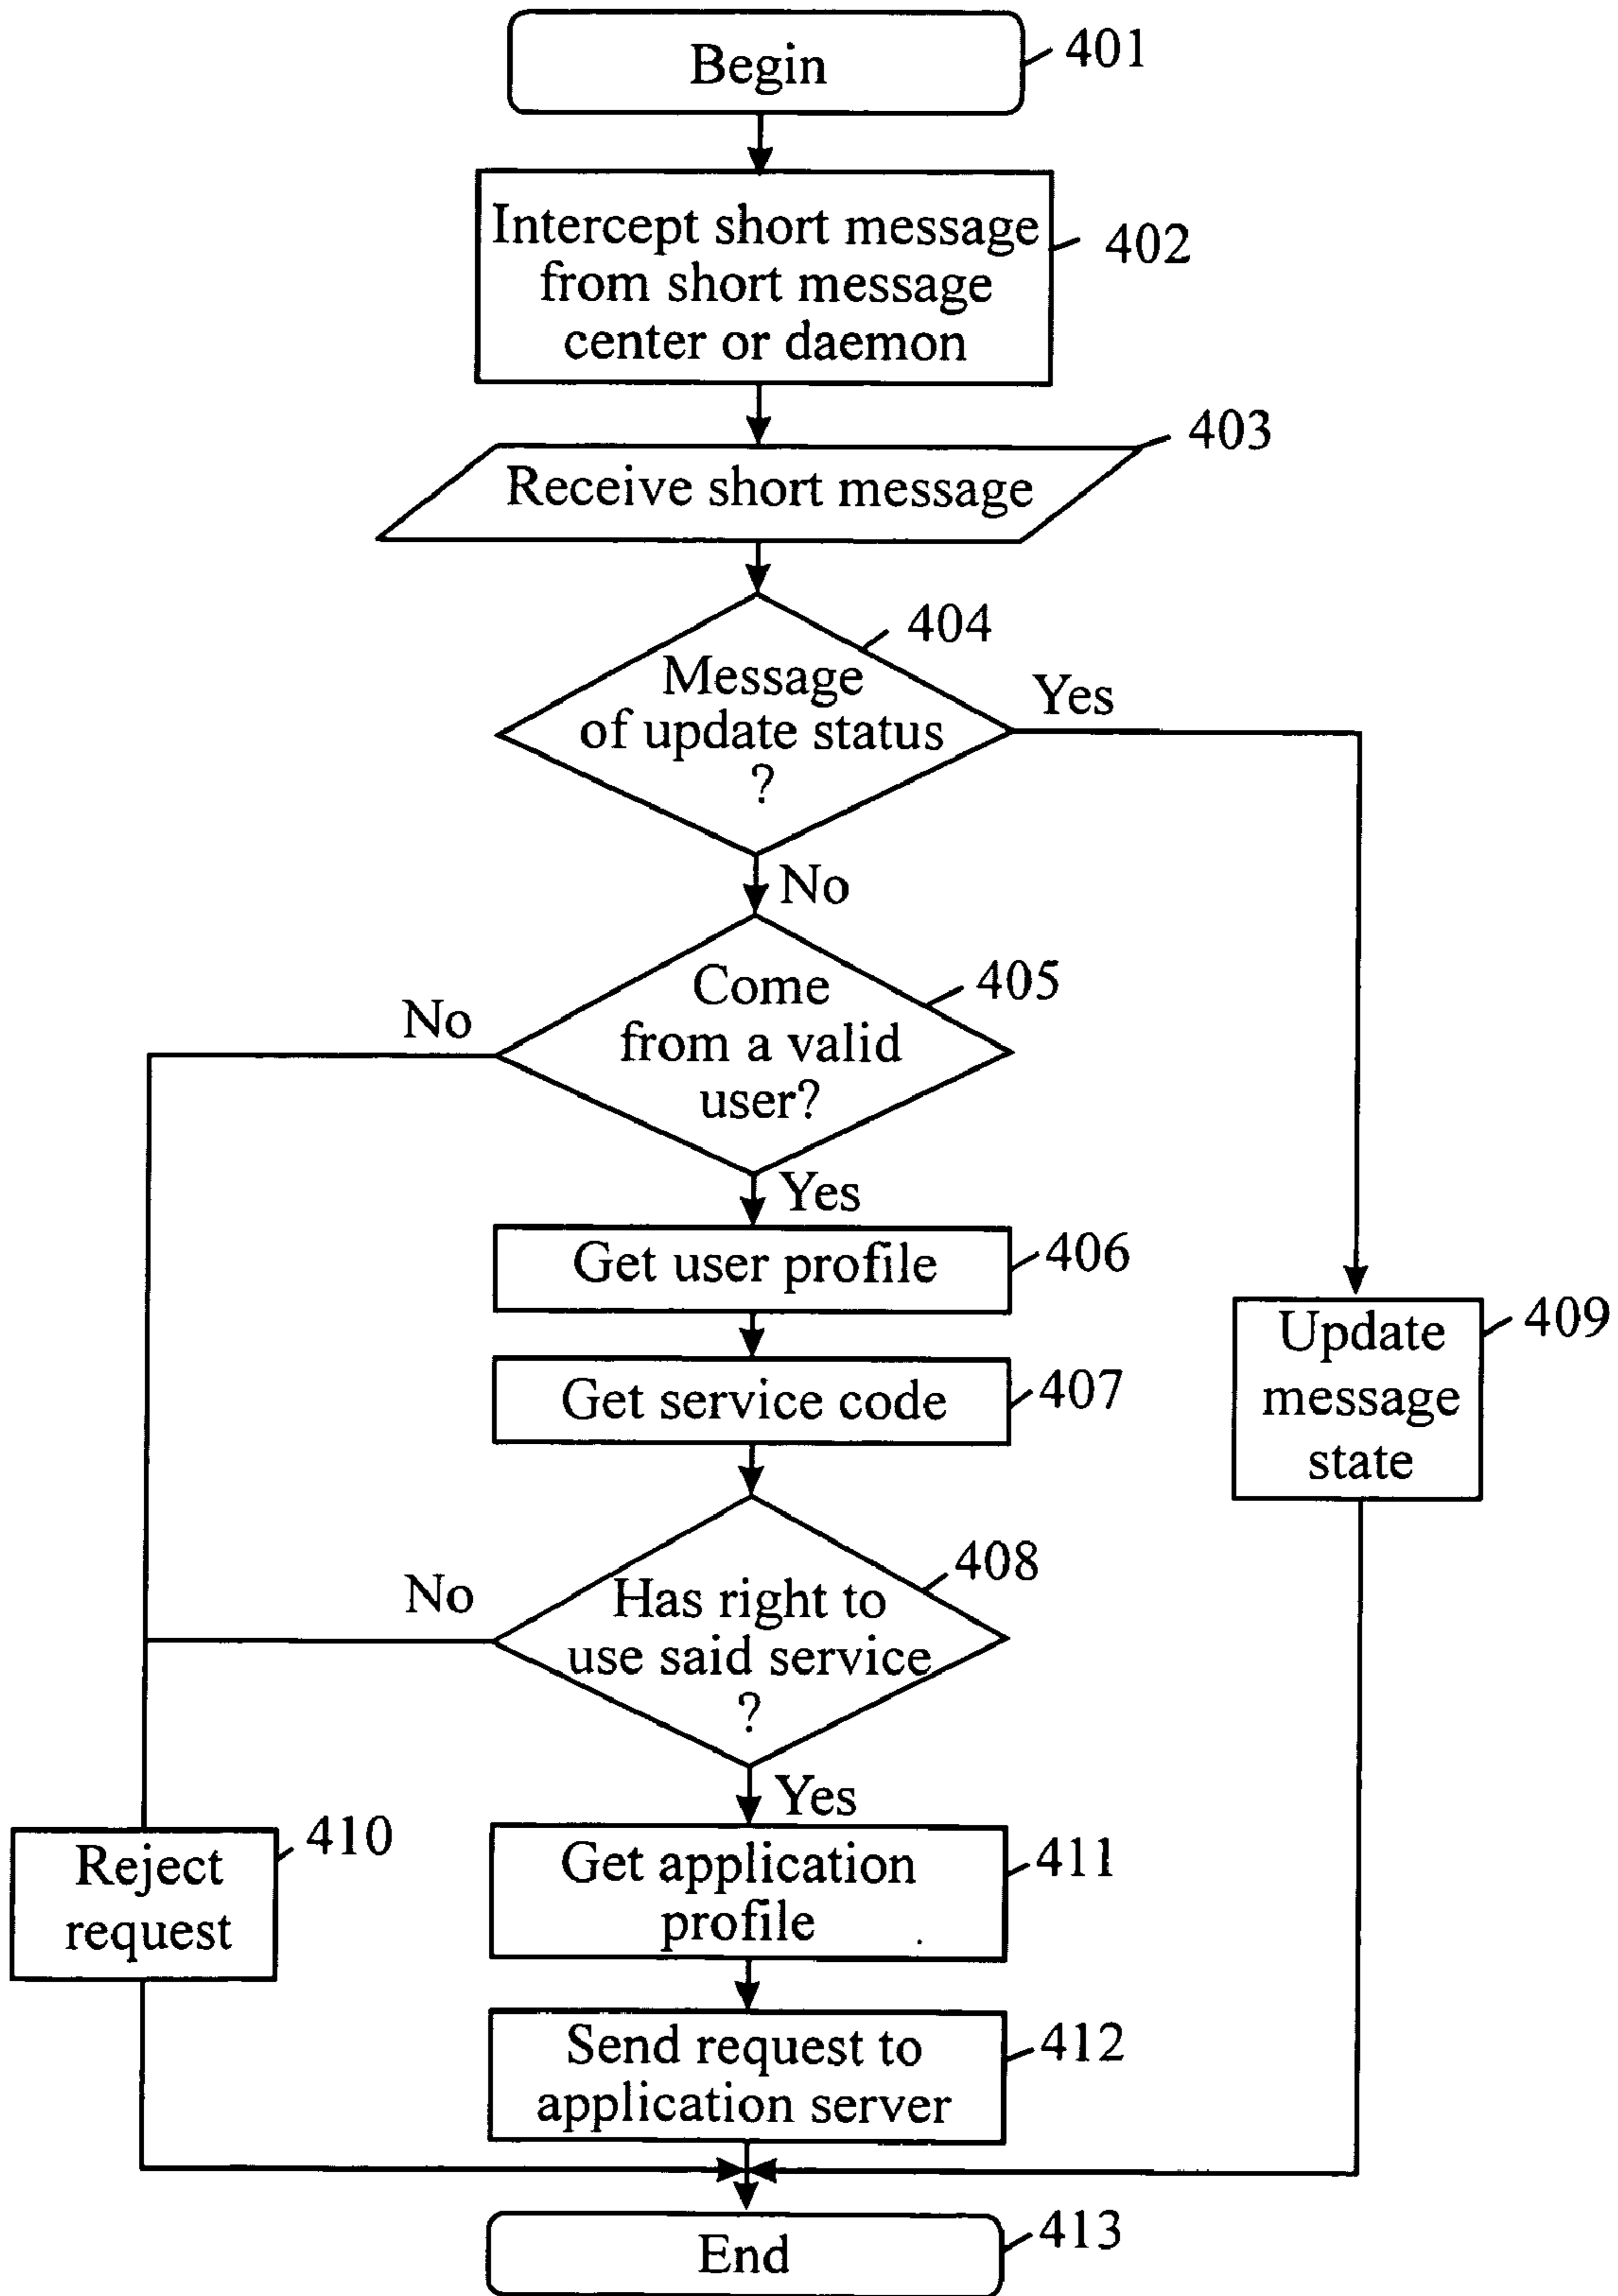 Begin
401
Intercept short message
from short message
center or daemon
402
403
Receive short message
404
Message
of update status
?
Yes
No
405
Come
from a valid
user?
No
Yes
Get user profile
406
Get service code
407
Update
message
state
409
408
Has right to
use said service
?
No
Yes
Reject
request
410
Get application
profile
411
Send request to
application server
412
End
413